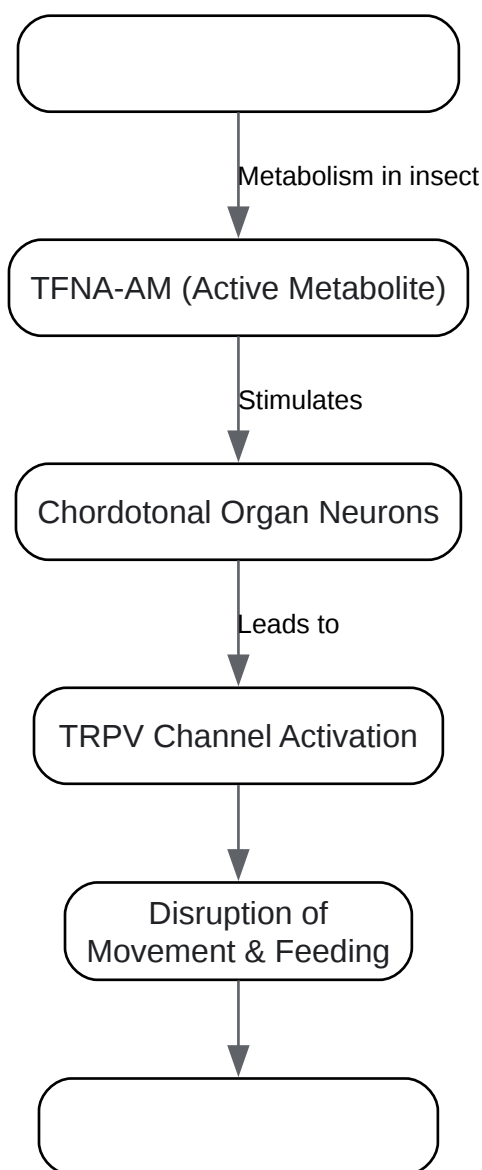 Metabolism in insect
TFNA-AM (Active Metabolite)
Stimulates
Chordotonal Organ Neurons
Leads to
TRPV Channel Activation
Disruption of
Movement & Feeding